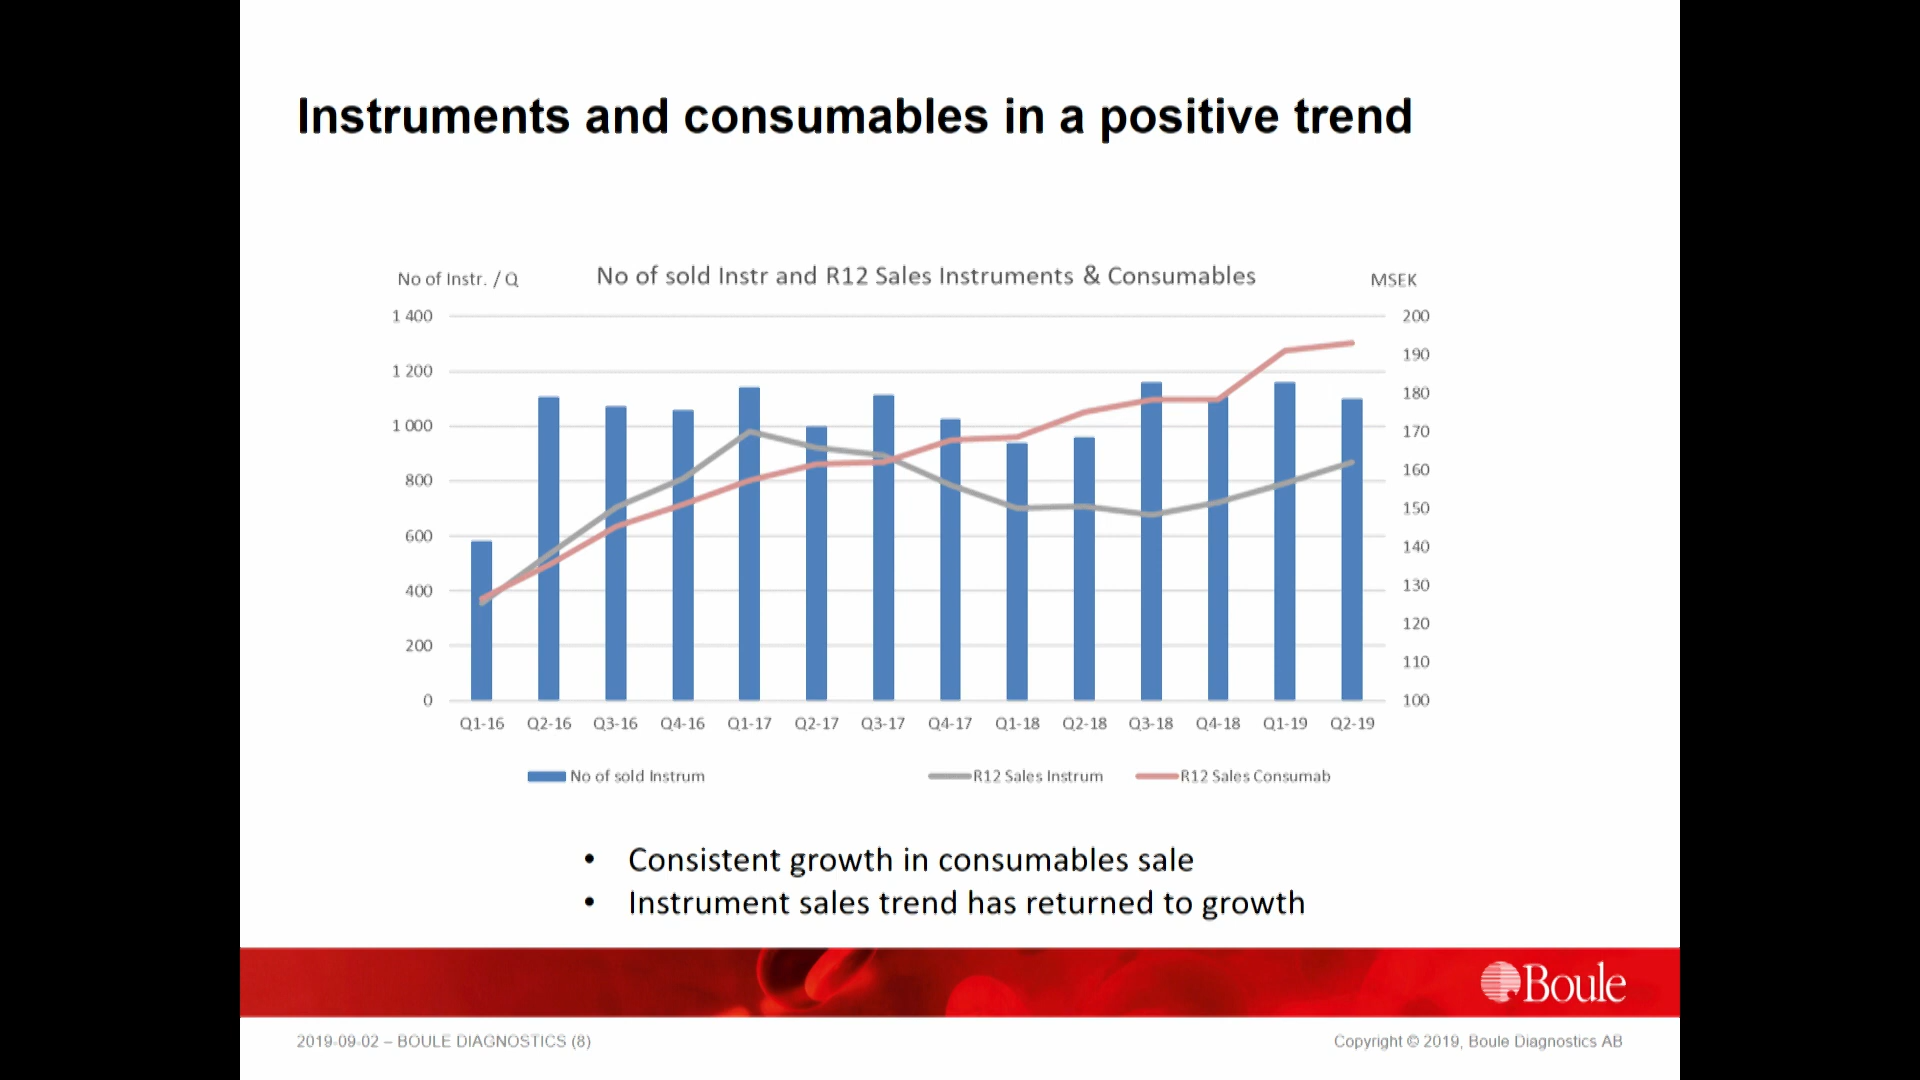 Instruments and consumables in a positive trend
No of Instr. / Q
No of sold Instr and R12 Sales Instruments & Consumables
MSEK
1 400
1 200
1 000
800
600
400
200
0
200
190
180
170
160
150
140
130
120
110
100
Q1-16 Q2-16 Q3-16 Q4-16 Q1-17 Q2-17 Q3-17 Q4-17 Q1-18 Q2-18 Q3-18 Q4-18 Q1-19 Q2-19
No of sold Instrum R12 Sales Instrum R12 Sales Consumab
• Consistent growth in consumables sale
• Instrument sales trend has returned to growth
Boule
2019-09-02 – BOULE DIAGNOSTICS (8)
Copyright © 2019, Boule Diagnostics AB